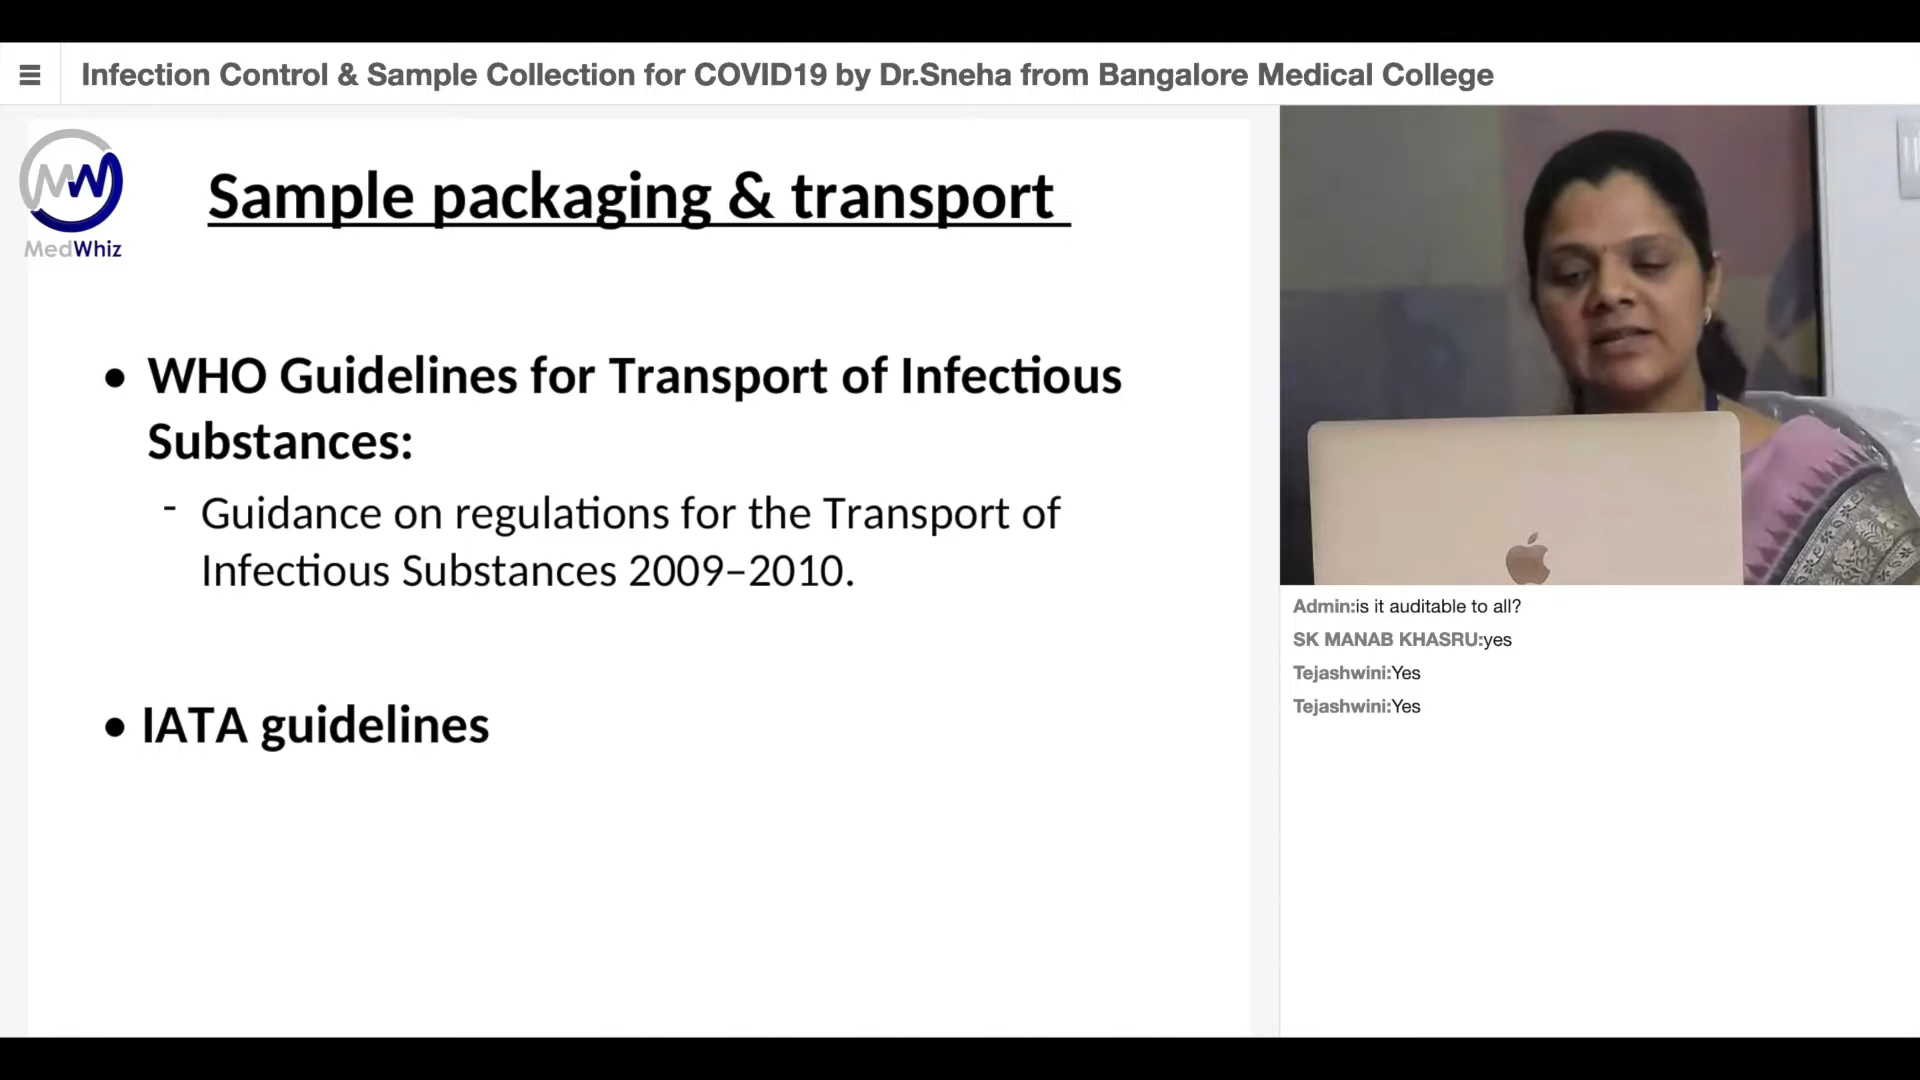 Infection Control & Sample Collection for COVID19 by Dr.Sneha from Bangalore Medical College
MW
MedWhiz
Sample packaging & transport
• WHO Guidelines for Transport of Infectious
Substances:
- Guidance on regulations for the Transport of
Infectious Substances 2009–2010.
• IATA guidelines
Admin:is it auditable to all?
SK MANAB KHASRU:yes
Tejashwini:Yes
Tejashwini:Yes